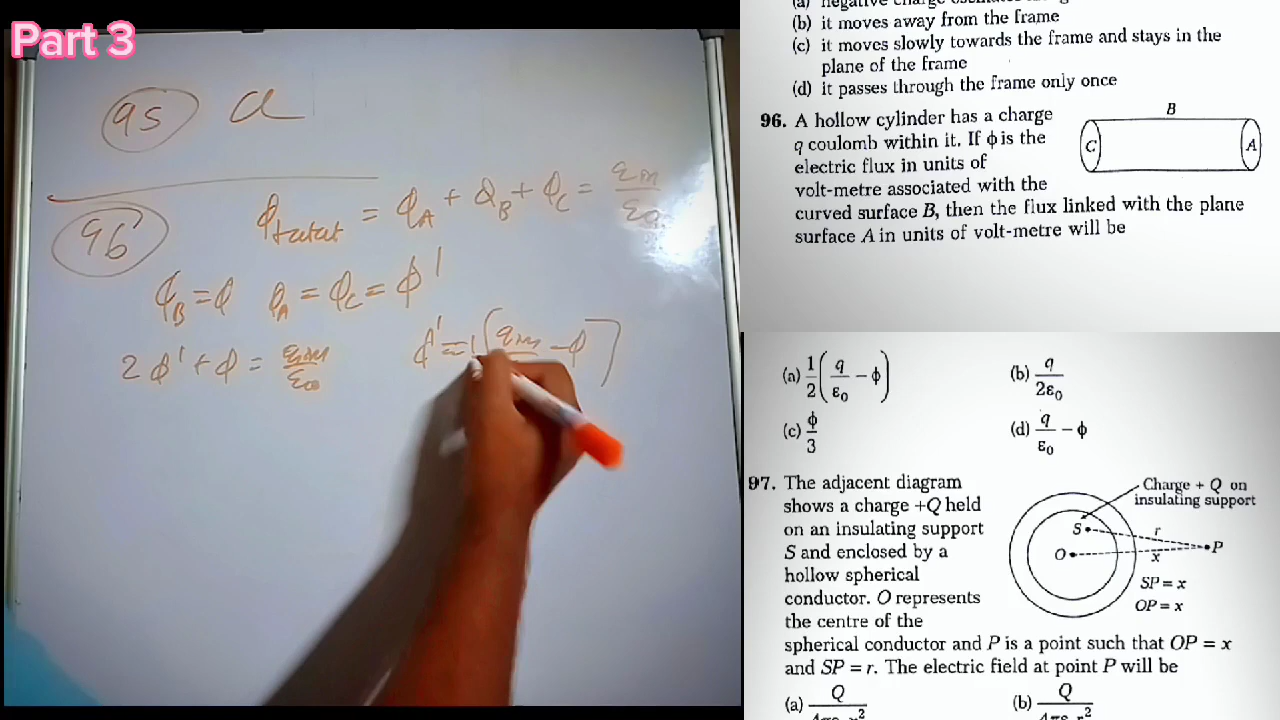 Part 3
95 a
96 ϕtotal = ϕA + ϕB + ϕC = qin/ε0
ϕB = ϕ ϕA = ϕC = ϕ'
2ϕ' + ϕ = qin/ε0 ϕ' = 1 (qin - ϕ)
(b) it moves away from the frame
(c) it moves slowly towards the frame and stays in the
plane of the frame
(d) it passes through the frame only once
96. A hollow cylinder has a charge
q coulomb within it. If ϕ is the
electric flux in units of
volt-metre associated with the
curved surface B, then the flux linked with the plane
surface A in units of volt-metre will be
B
C A
(a) 1/2 (q/ε0 - ϕ) (b) q/2ε0
(c) ϕ/3 (d) q/ε0 - ϕ
97. The adjacent diagram
shows a charge +Q held
on an insulating support
S and enclosed by a
hollow spherical
conductor. O represents
the centre of the
spherical conductor and P is a point such that OP = x
and SP = r. The electric field at point P will be
Charge + Q on
insulating support
S r
P
O x
SP = x
OP = x
(a) Q (b) Q